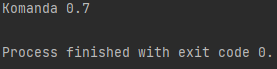 Komanda 0.7
Process finished with exit code 0.